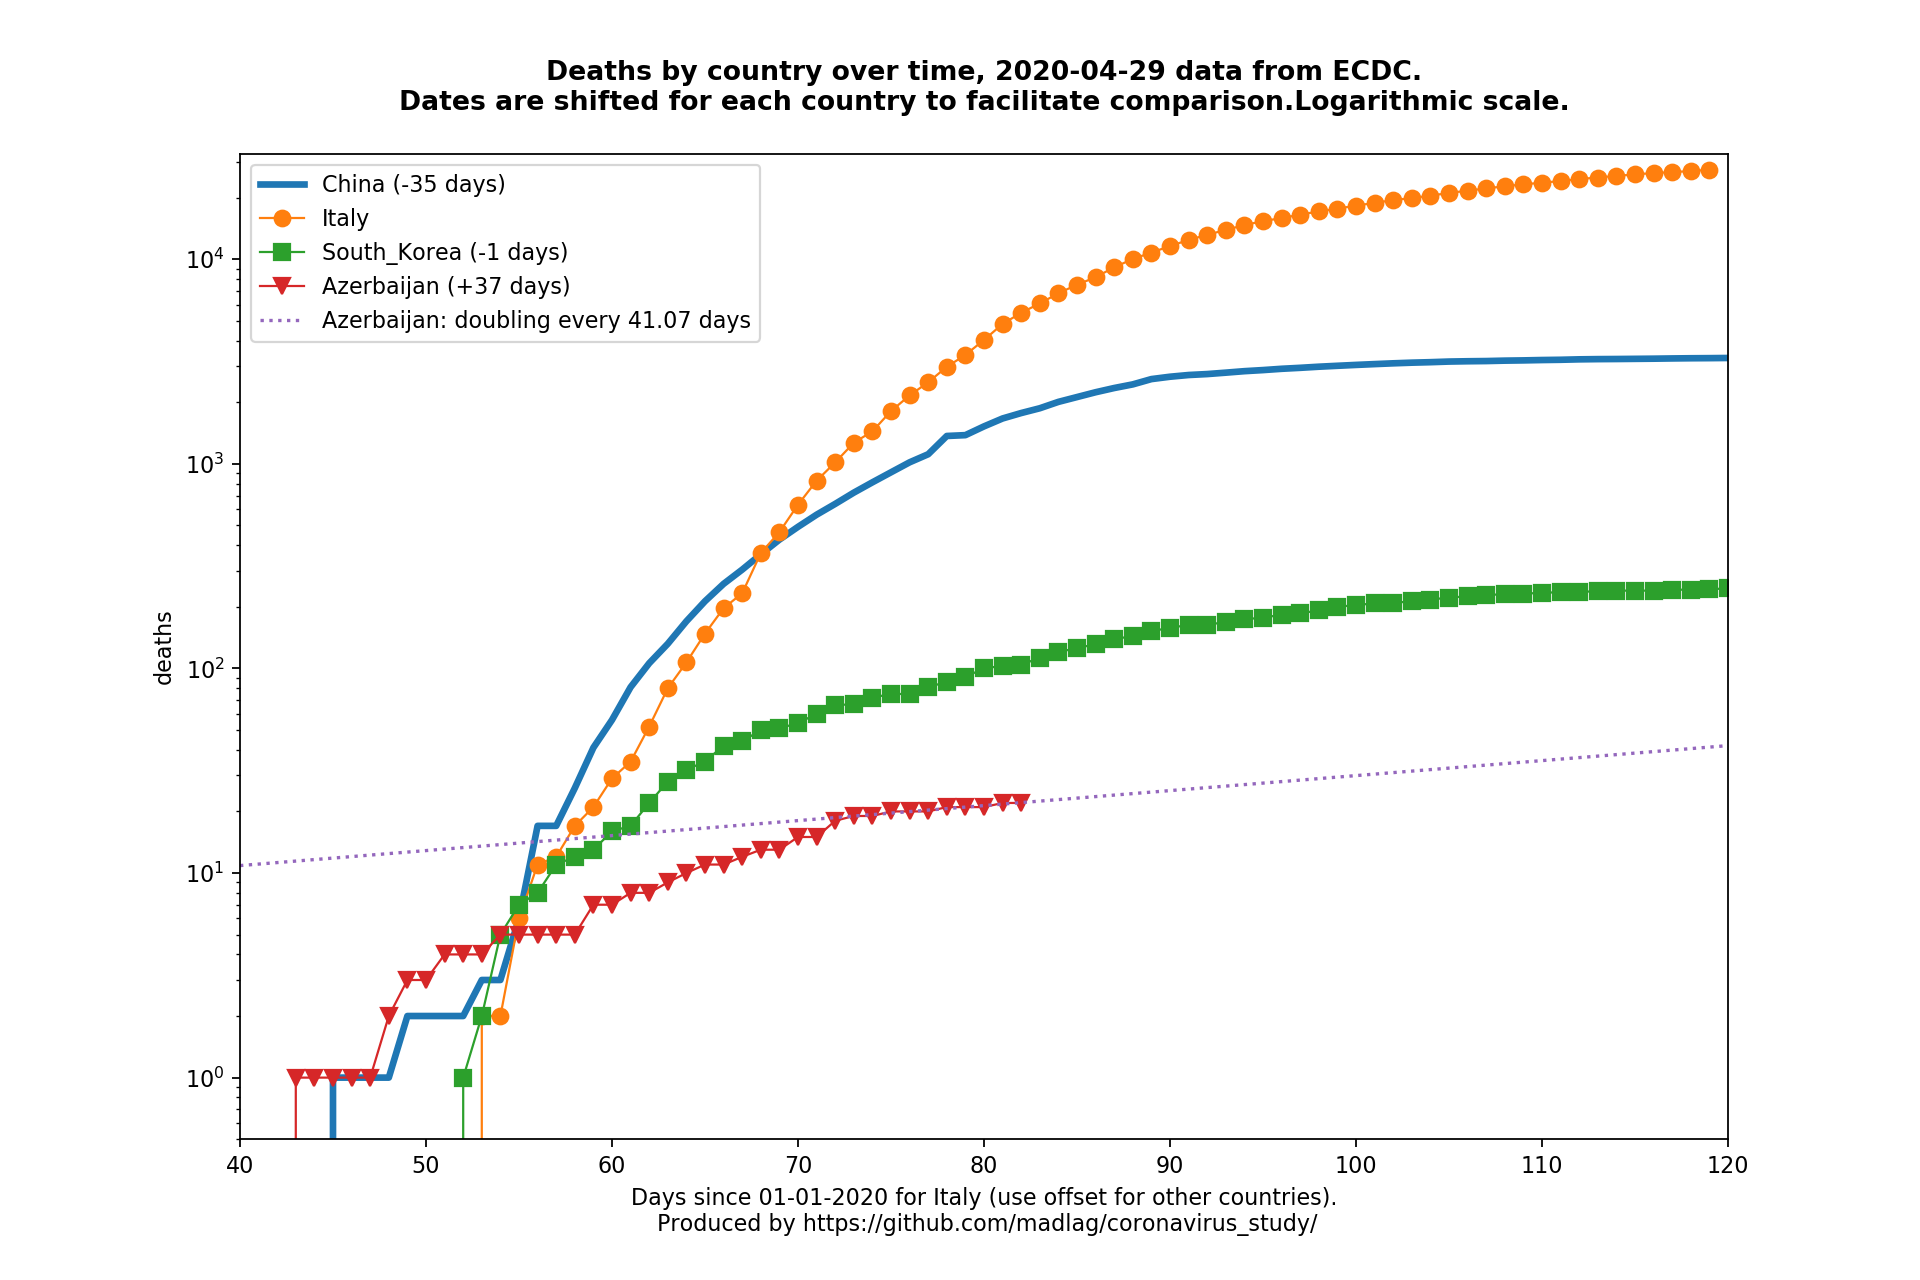 Deaths by country over time, 2020-04-29 data from ECDC.
Dates are shifted for each country to facilitate comparison.Logarithmic scale.
China (-35 days)
Italy
South_Korea (-1 days)
Azerbaijan (+37 days)
Azerbaijan: doubling every 41.07 days
deaths
10⁴
10³
10²
10¹
10⁰
40 50 60 70 80 90 100 110 120
Days since 01-01-2020 for Italy (use offset for other countries).
Produced by https://github.com/madlag/coronavirus_study/